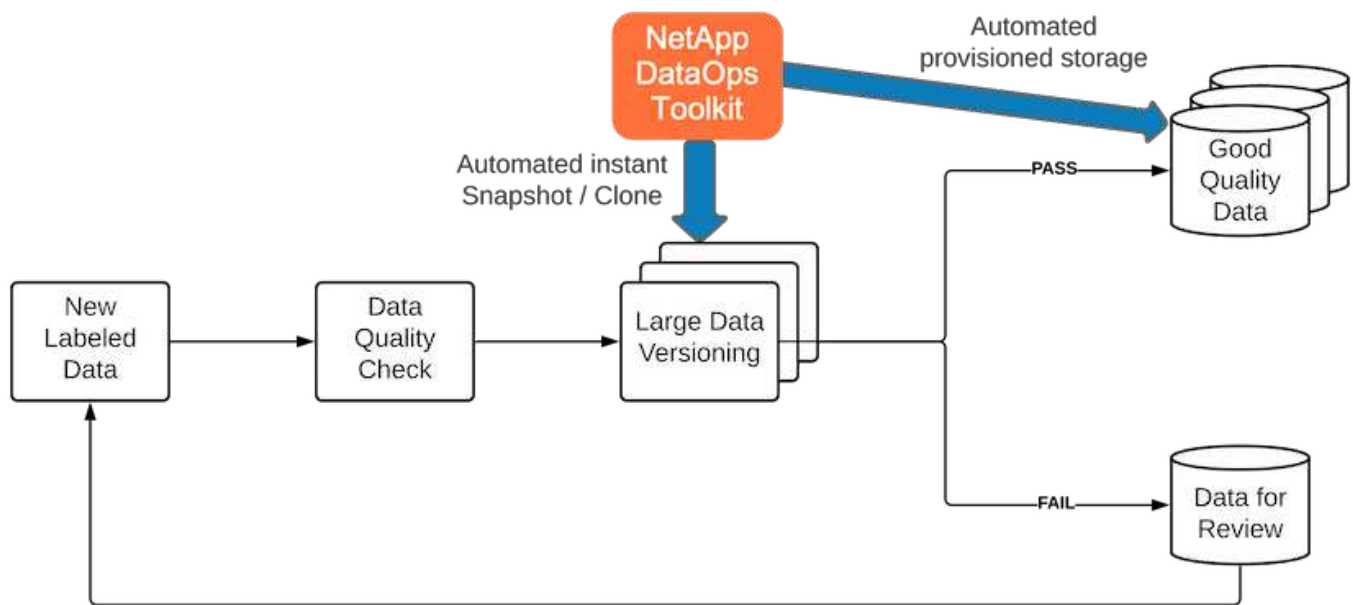 NetApp
DataOps
Toolkit
Automated
provisioned storage
Automated instant
Snapshot / Clone
PASS
Good
Quality
Data
New
Labeled
Data
Data
Quality
Check
Large Data
Versioning
FAIL
Data for
Review